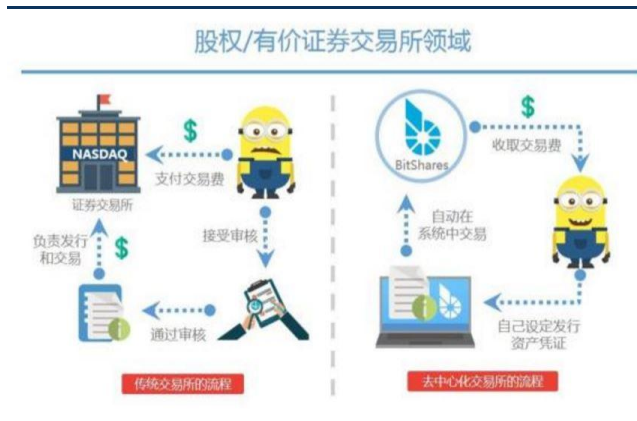 股权/有价证券交易所领域
NASDAQ
证券交易所
$
支付交易费
负责发行
和交易
$
接受审核
通过审核
传统交易所的流程
BitShares
$
收取交易费
自动在
系统中交易
自己设定发行
资产凭证
去中心化交易所的流程